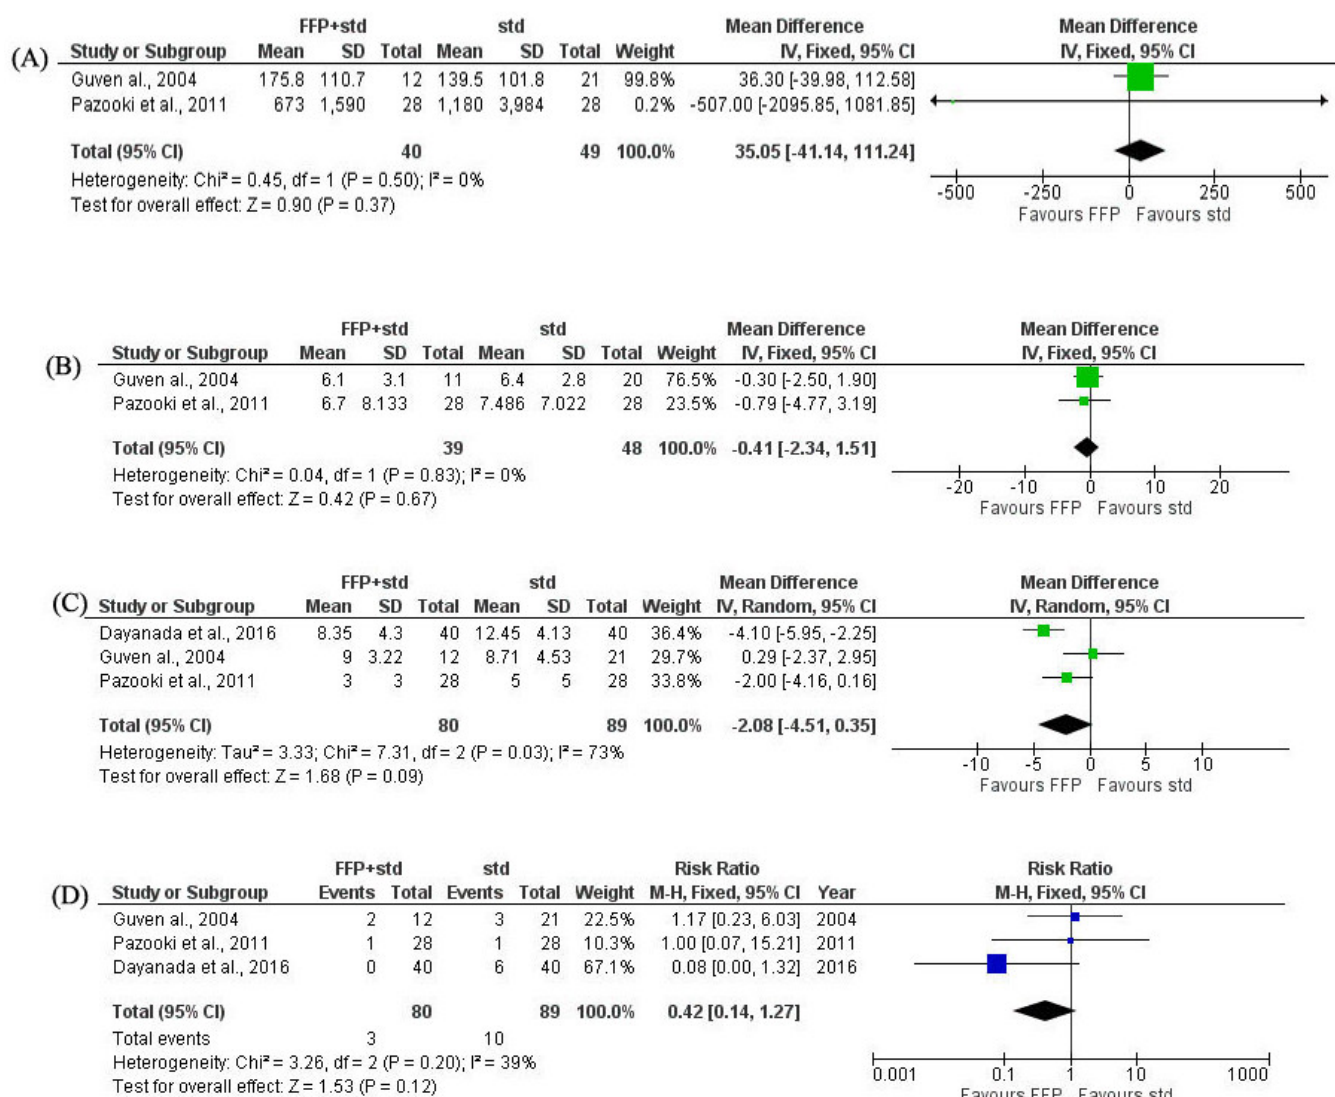 (A)
FFP+std std Mean Difference Mean Difference
Study or Subgroup Mean SD Total Mean SD Total Weight IV, Fixed, 95% CI IV, Fixed, 95% CI
Guven al., 2004 175.8 110.7 12 139.5 101.8 21 99.8% 36.30 [-39.98, 112.58]
Pazooki et al., 2011 673 1,590 28 1,180 3,984 28 0.2% -507.00 [-2095.85, 1081.85]
Total (95% CI) 40 49 100.0% 35.05 [-41.14, 111.24]
Heterogeneity: Chi² = 0.45, df = 1 (P = 0.50); I² = 0%
Test for overall effect: Z = 0.90 (P = 0.37)
-500 -250 0 250 500
Favours FFP Favours std
(B)
FFP+std std Mean Difference Mean Difference
Study or Subgroup Mean SD Total Mean SD Total Weight IV, Fixed, 95% CI IV, Fixed, 95% CI
Guven al., 2004 6.1 3.1 11 6.4 2.8 20 76.5% -0.30 [-2.50, 1.90]
Pazooki et al., 2011 6.7 8.133 28 7.486 7.022 28 23.5% -0.79 [-4.77, 3.19]
Total (95% CI) 39 48 100.0% -0.41 [-2.34, 1.51]
Heterogeneity: Chi² = 0.04, df = 1 (P = 0.83); I² = 0%
Test for overall effect: Z = 0.42 (P = 0.67)
-20 -10 0 10 20
Favours FFP Favours std
(C)
FFP+std std Mean Difference Mean Difference
Study or Subgroup Mean SD Total Mean SD Total Weight IV, Random, 95% CI IV, Random, 95% CI
Dayanada et al., 2016 8.35 4.3 40 12.45 4.13 40 36.4% -4.10 [-5.95, -2.25]
Guven al., 2004 9 3.22 12 8.71 4.53 21 29.7% 0.29 [-2.37, 2.95]
Pazooki et al., 2011 3 3 28 5 5 28 33.8% -2.00 [-4.16, 0.16]
Total (95% CI) 80 89 100.0% -2.08 [-4.51, 0.35]
Heterogeneity: Tau² = 3.33; Chi² = 7.31, df = 2 (P = 0.03); I² = 73%
Test for overall effect: Z = 1.68 (P = 0.09)
-10 -5 0 5 10
Favours FFP Favours std
(D)
FFP+std std Risk Ratio Risk Ratio
Study or Subgroup Events Total Events Total Weight M-H, Fixed, 95% CI Year M-H, Fixed, 95% CI
Guven al., 2004 2 12 3 21 22.5% 1.17 [0.23, 6.03] 2004
Pazooki et al., 2011 1 28 1 28 10.3% 1.00 [0.07, 15.21] 2011
Dayanada et al., 2016 0 40 6 40 67.1% 0.08 [0.00, 1.32] 2016
Total (95% CI) 80 89 100.0% 0.42 [0.14, 1.27]
Total events 3 10
Heterogeneity: Chi² = 3.26, df = 2 (P = 0.20); I² = 39%
Test for overall effect: Z = 1.53 (P = 0.12)
0.001 0.1 1 10 1000
Favours FFP Favours std